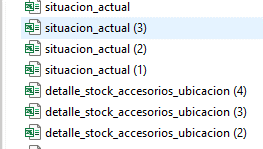 situacion_actual
situacion_actual (3)
situacion_actual (2)
situacion_actual (1)
detalle_stock_accesorios_ubicacion (4)
detalle_stock_accesorios_ubicacion (3)
detalle_stock_accesorios_ubicacion (2)